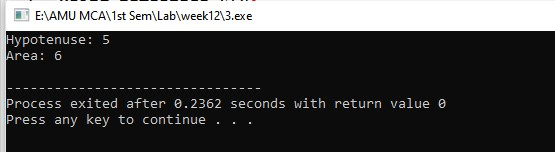 E:\AMU MCA\1st Sem\Lab\week12\3.exe
Hypotenuse: 5
Area: 6
--------------------------------
Process exited after 0.2362 seconds with return value 0
Press any key to continue . . .